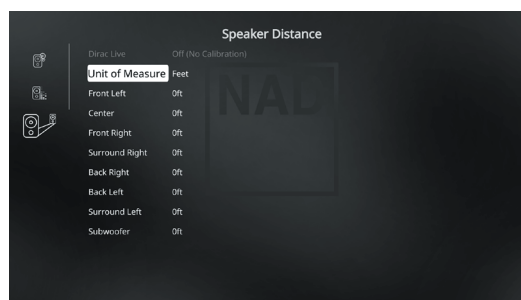 Speaker Distance
Dirac Live Off (No Calibration)
Unit of Measure Feet
Front Left 0ft
Center 0ft
Front Right 0ft
Surround Right 0ft
Back Right 0ft
Back Left 0ft
Surround Left 0ft
Subwoofer 0ft
NAD